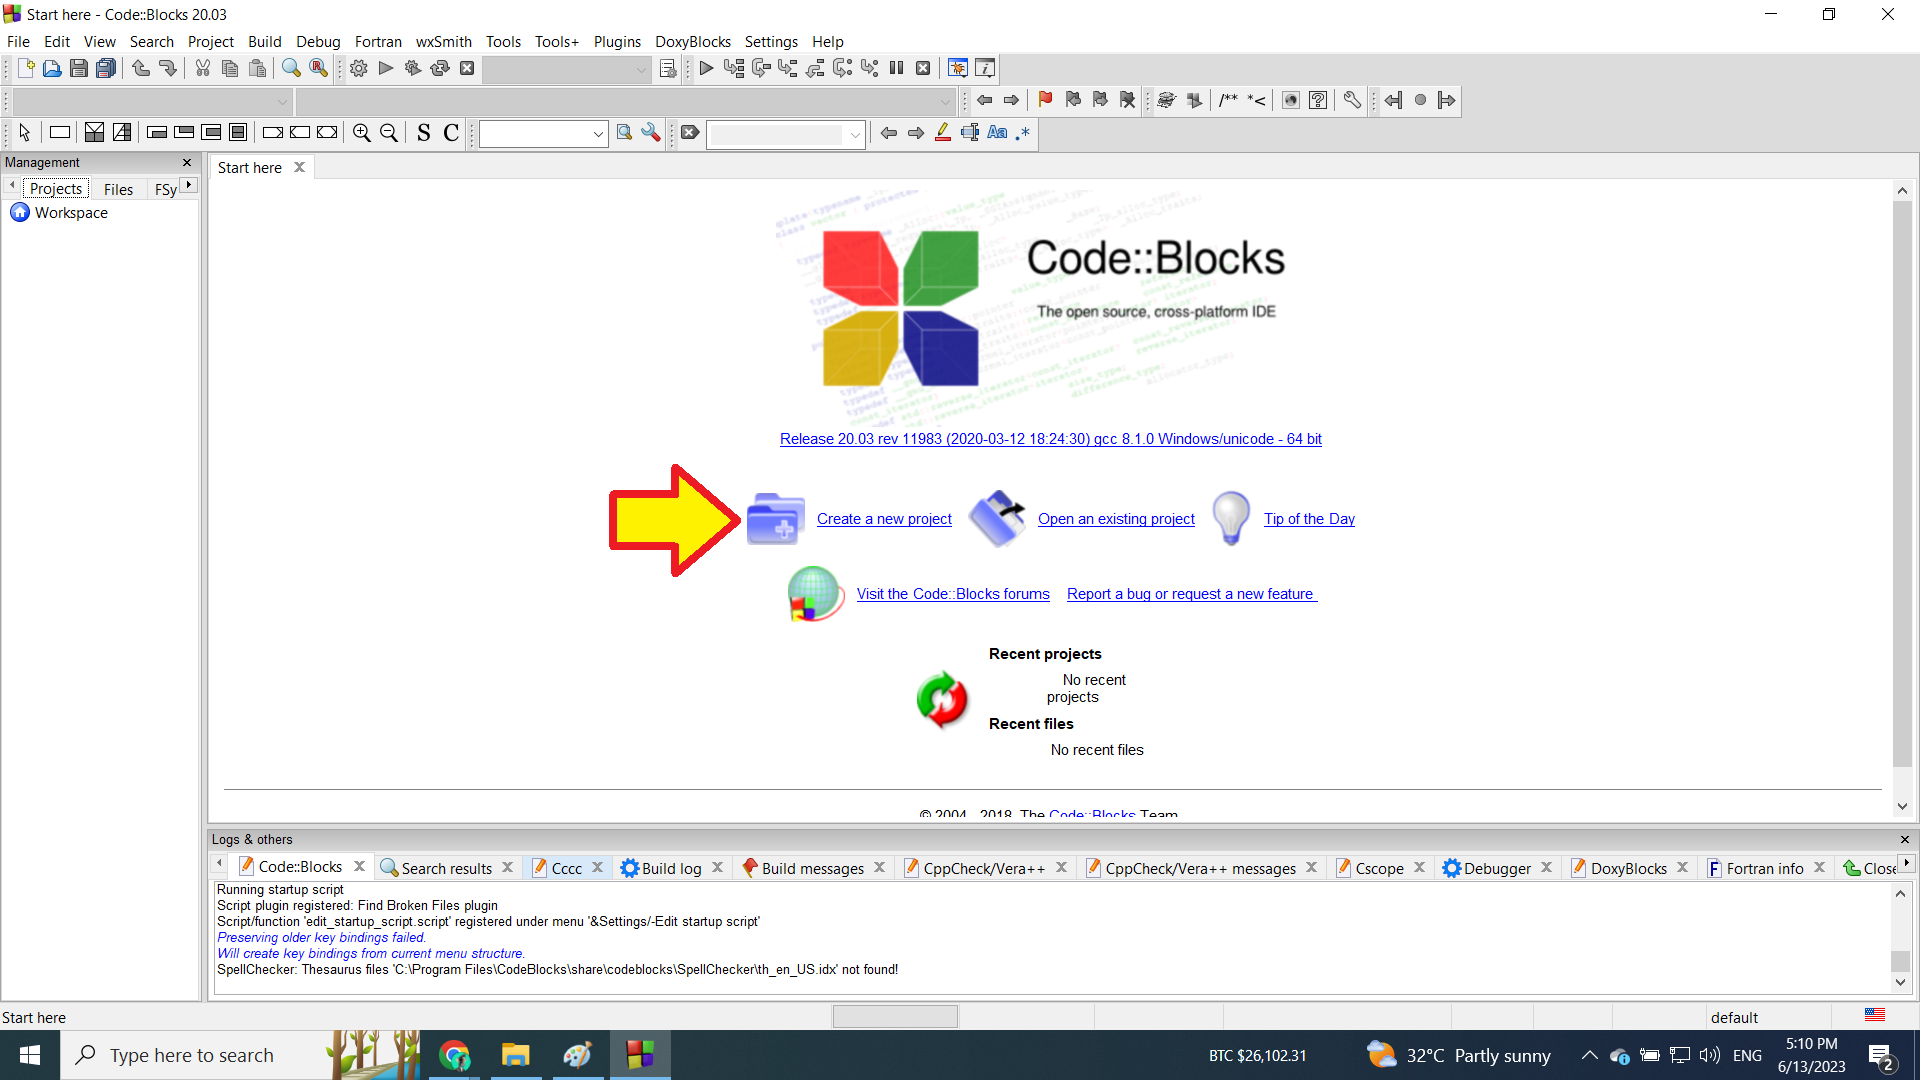 Start here - Code::Blocks 20.03
File Edit View Search Project Build Debug Fortran wxSmith Tools Tools+ Plugins DoxyBlocks Settings Help
/** *<
S C
Aa .*
Management
Projects Files FSy
Workspace
Start here
Code::Blocks
The open source, cross-platform IDE
Release 20.03 rev 11983 (2020-03-12 18:24:30) gcc 8.1.0 Windows/unicode - 64 bit
Create a new project Open an existing project Tip of the Day
Visit the Code::Blocks forums Report a bug or request a new feature
Recent projects
No recent
projects
Recent files
No recent files
© 2004 - 2018, The Code::Blocks Team
Logs & others
Code::Blocks Search results Cccc Build log Build messages CppCheck/Vera++ CppCheck/Vera++ messages Cscope Debugger DoxyBlocks Fortran info Close
Running startup script
Script plugin registered: Find Broken Files plugin
Script/function 'edit_startup_script.script' registered under menu '&Settings/-Edit startup script'
Preserving older key bindings failed.
Will create key bindings from current menu structure.
SpellChecker: Thesaurus files 'C:\Program Files\CodeBlocks\share\codeblocks\SpellChecker\th_en_US.idx' not found!
Start here default
Type here to search
BTC $26,102.31
32°C Partly sunny
ENG
5:10 PM
6/13/2023
2